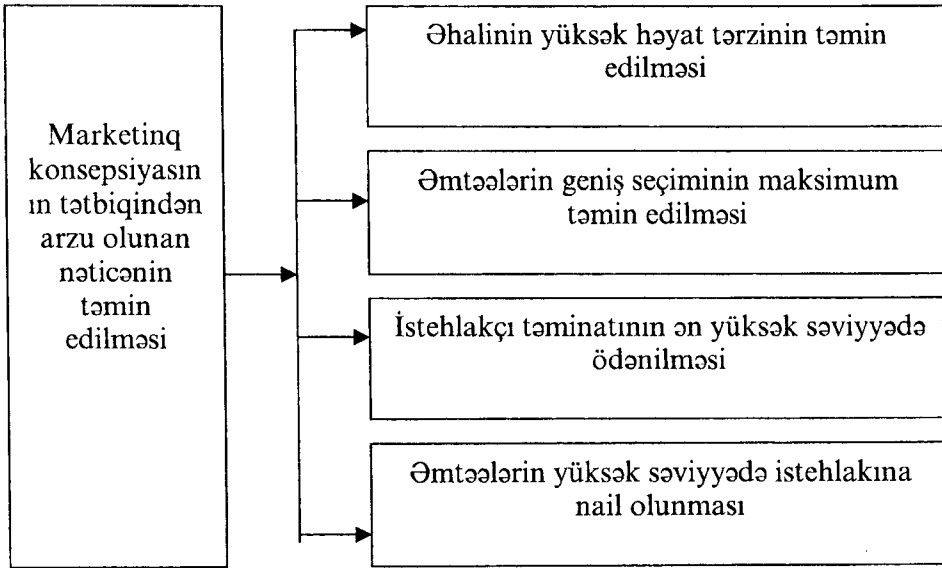 Marketinq
konsepsiyasın
ın tətbiqindən
arzu olunan
nəticənin
təmin
edilməsi
Əhalinin yüksək həyat tərzinin təmin
edilməsi
Əmtəələrin geniş seçiminin maksimum
təmin edilməsi
İstehlakçı təminatının ən yüksək səviyyədə
ödənilməsi
Əmtəələrin yüksək səviyyədə istehlakına
nail olunması